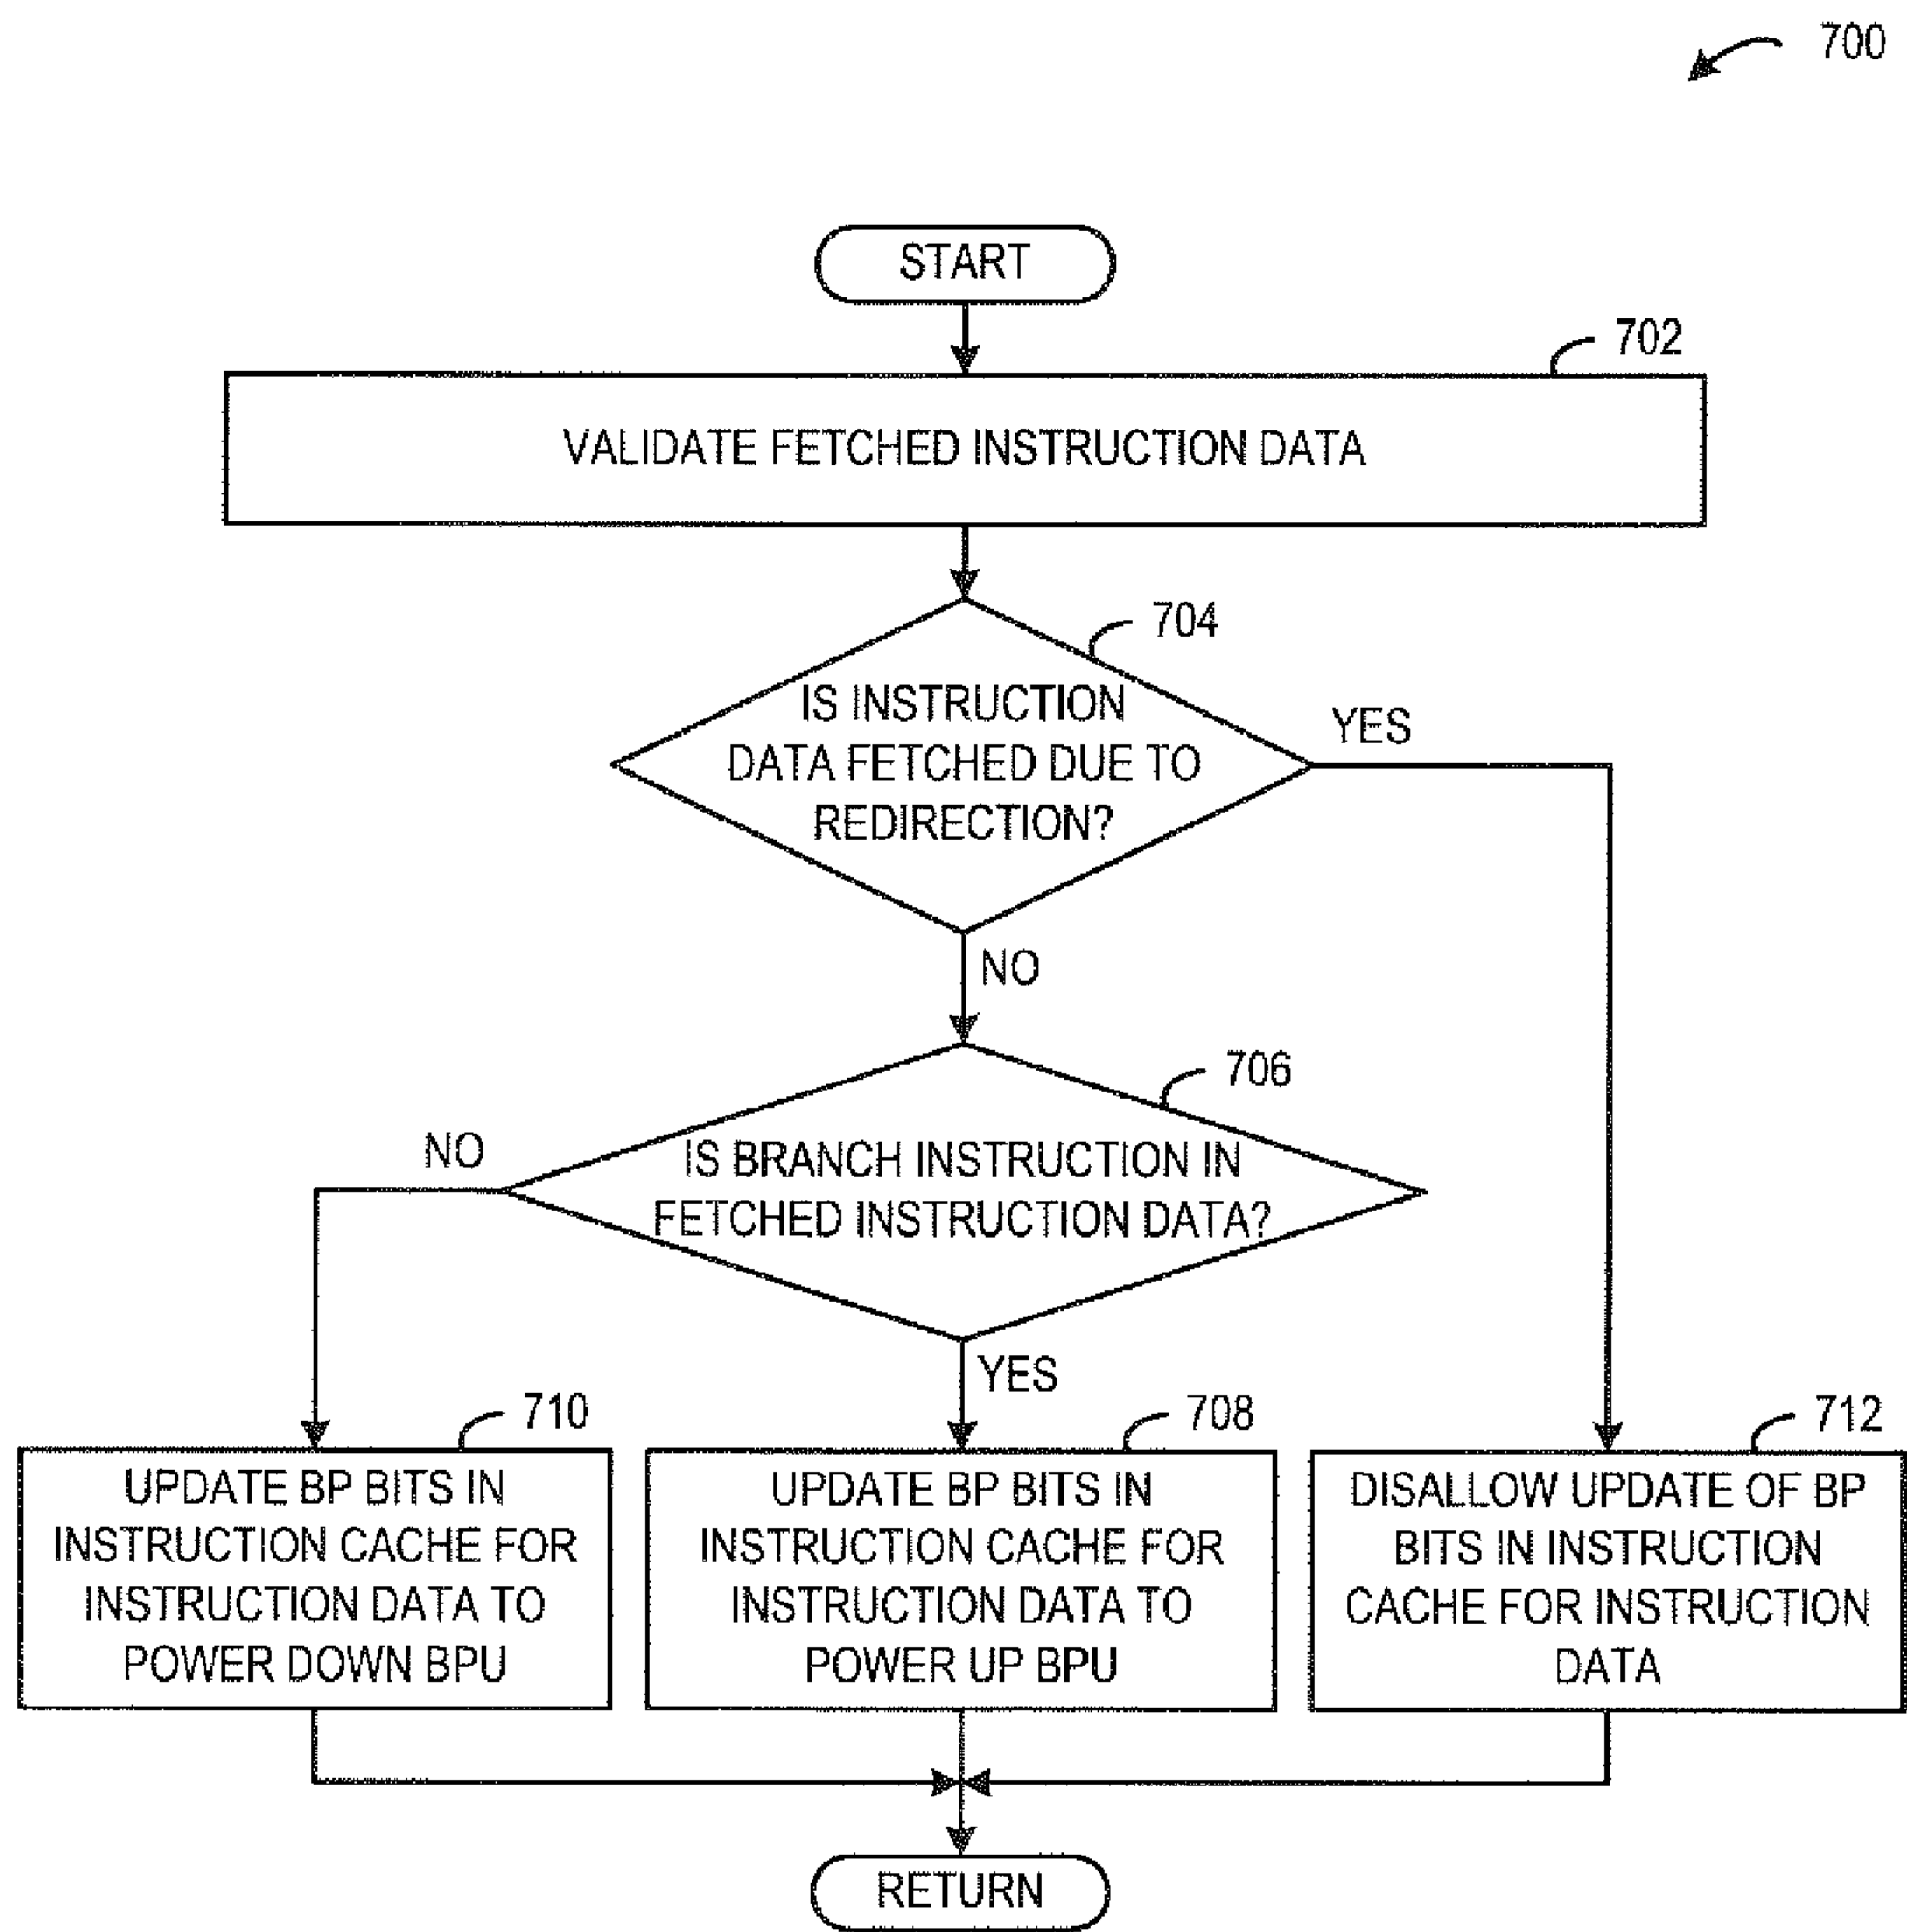 700
START
702
VALIDATE FETCHED INSTRUCTION DATA
704
IS INSTRUCTION
DATA FETCHED DUE TO
REDIRECTION?
YES
NO
706
IS BRANCH INSTRUCTION IN
FETCHED INSTRUCTION DATA?
NO
YES
710
UPDATE BP BITS IN
INSTRUCTION CACHE FOR
INSTRUCTION DATA TO
POWER DOWN BPU
708
UPDATE BP BITS IN
INSTRUCTION CACHE FOR
INSTRUCTION DATA TO
POWER UP BPU
712
DISALLOW UPDATE OF BP
BITS IN INSTRUCTION
CACHE FOR INSTRUCTION
DATA
RETURN